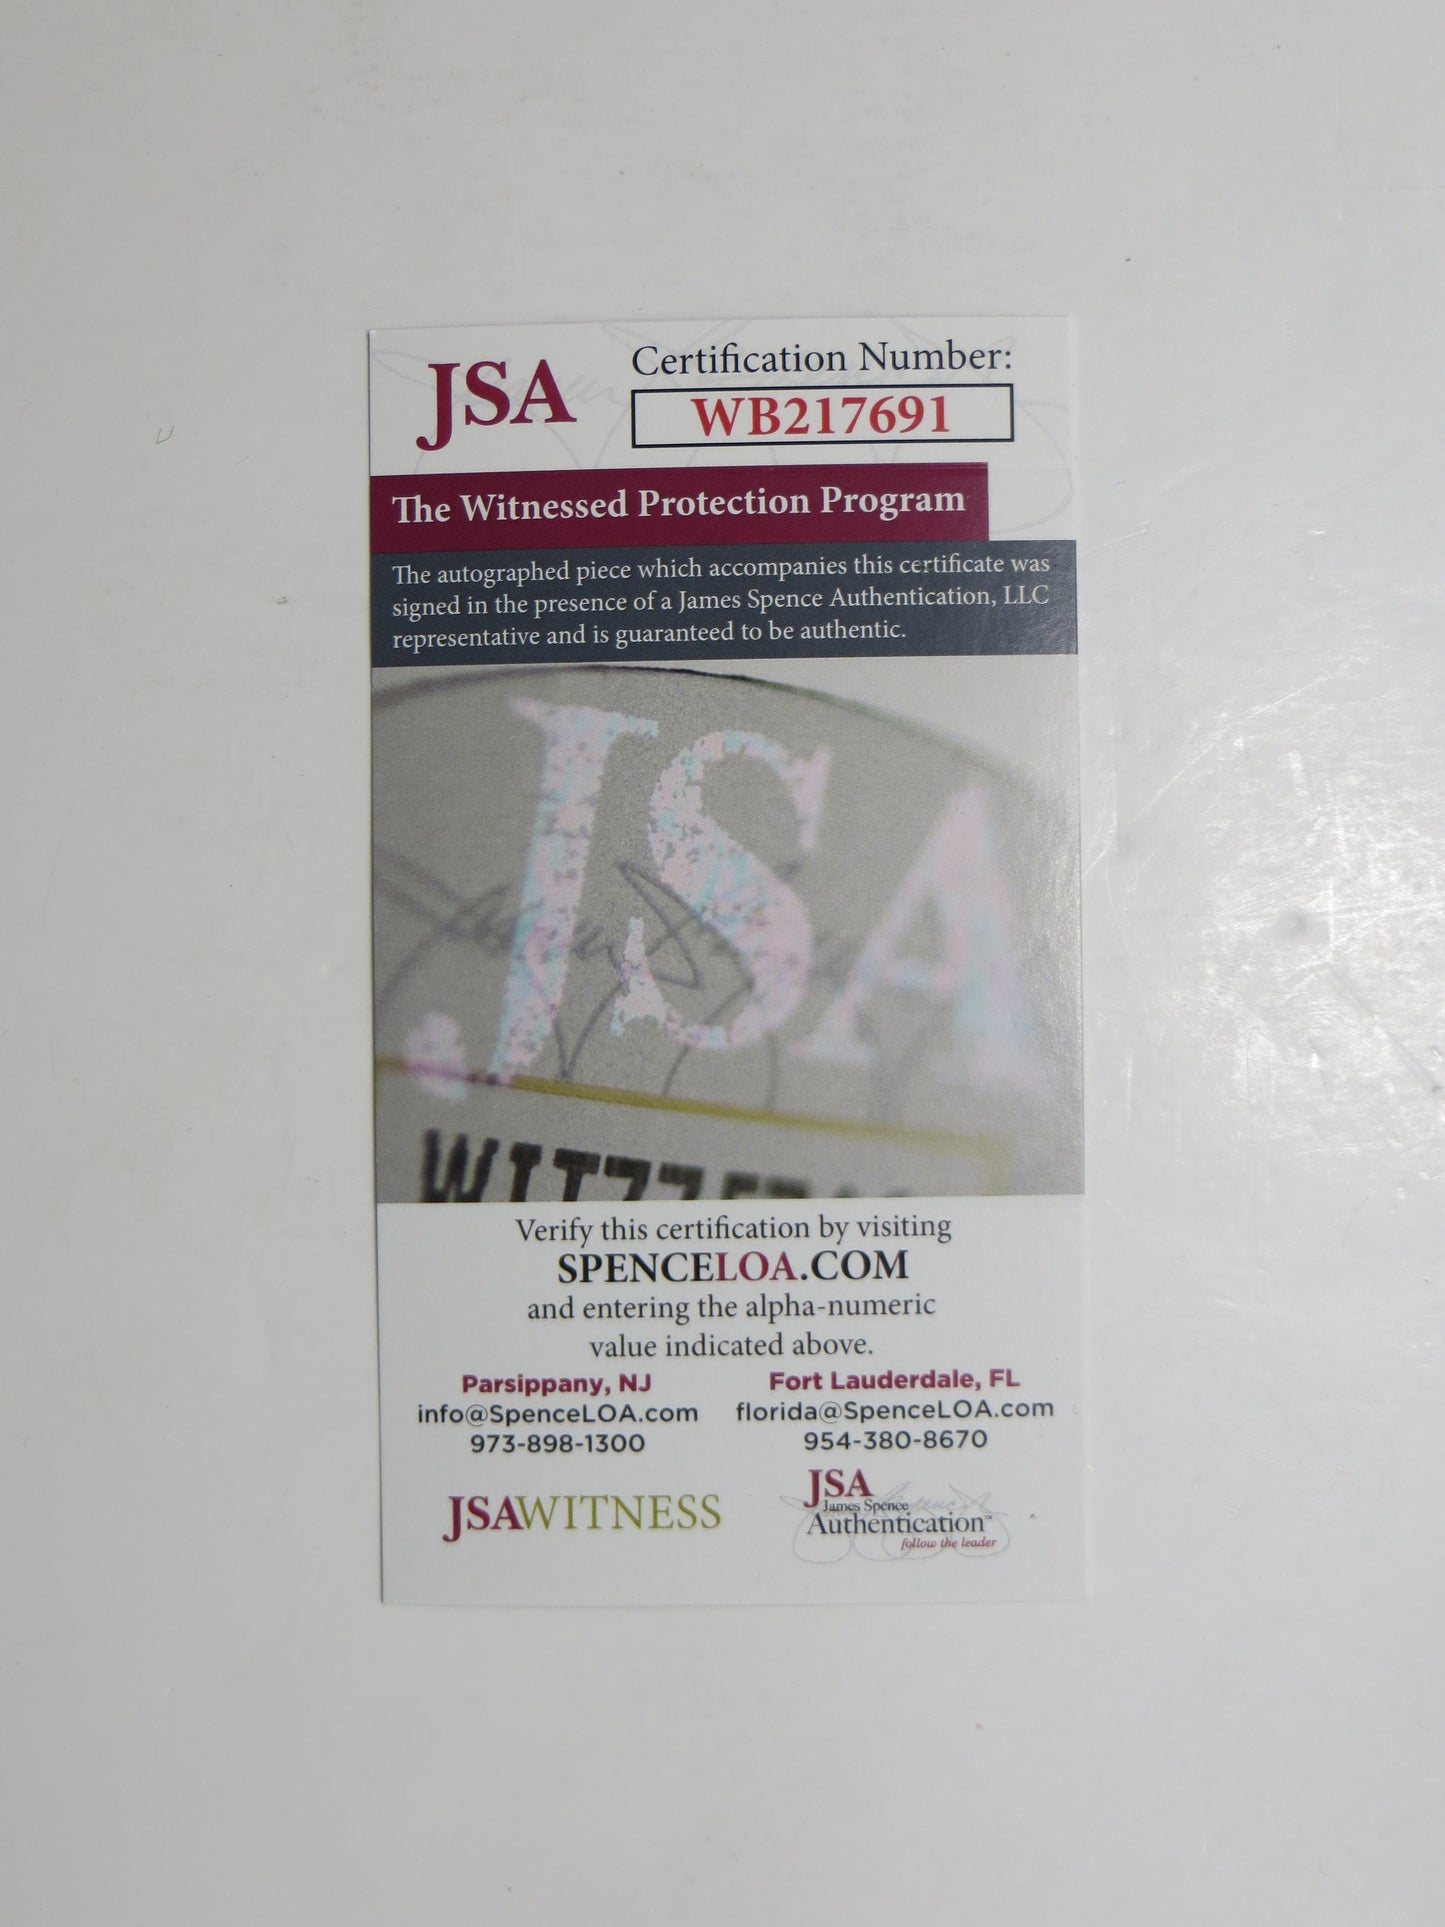 JSA
Certification Number:
WB217691
The Witnessed Protection Program
The autographed piece which accompanies this certificate was
signed in the presence of a James Spence Authentication, LLC
representative and is guaranteed to be authentic.
JSA
Verify this certification by visiting
SPENCELOA.COM
and entering the alpha-numeric
value indicated above.
Parsippany, NJ
info@SpenceLOA.com
973-898-1300
Fort Lauderdale, FL
florida@SpenceLOA.com
954-380-8670
JSAWITNESS
JSA
James Spence
Authentication™
follow the leader